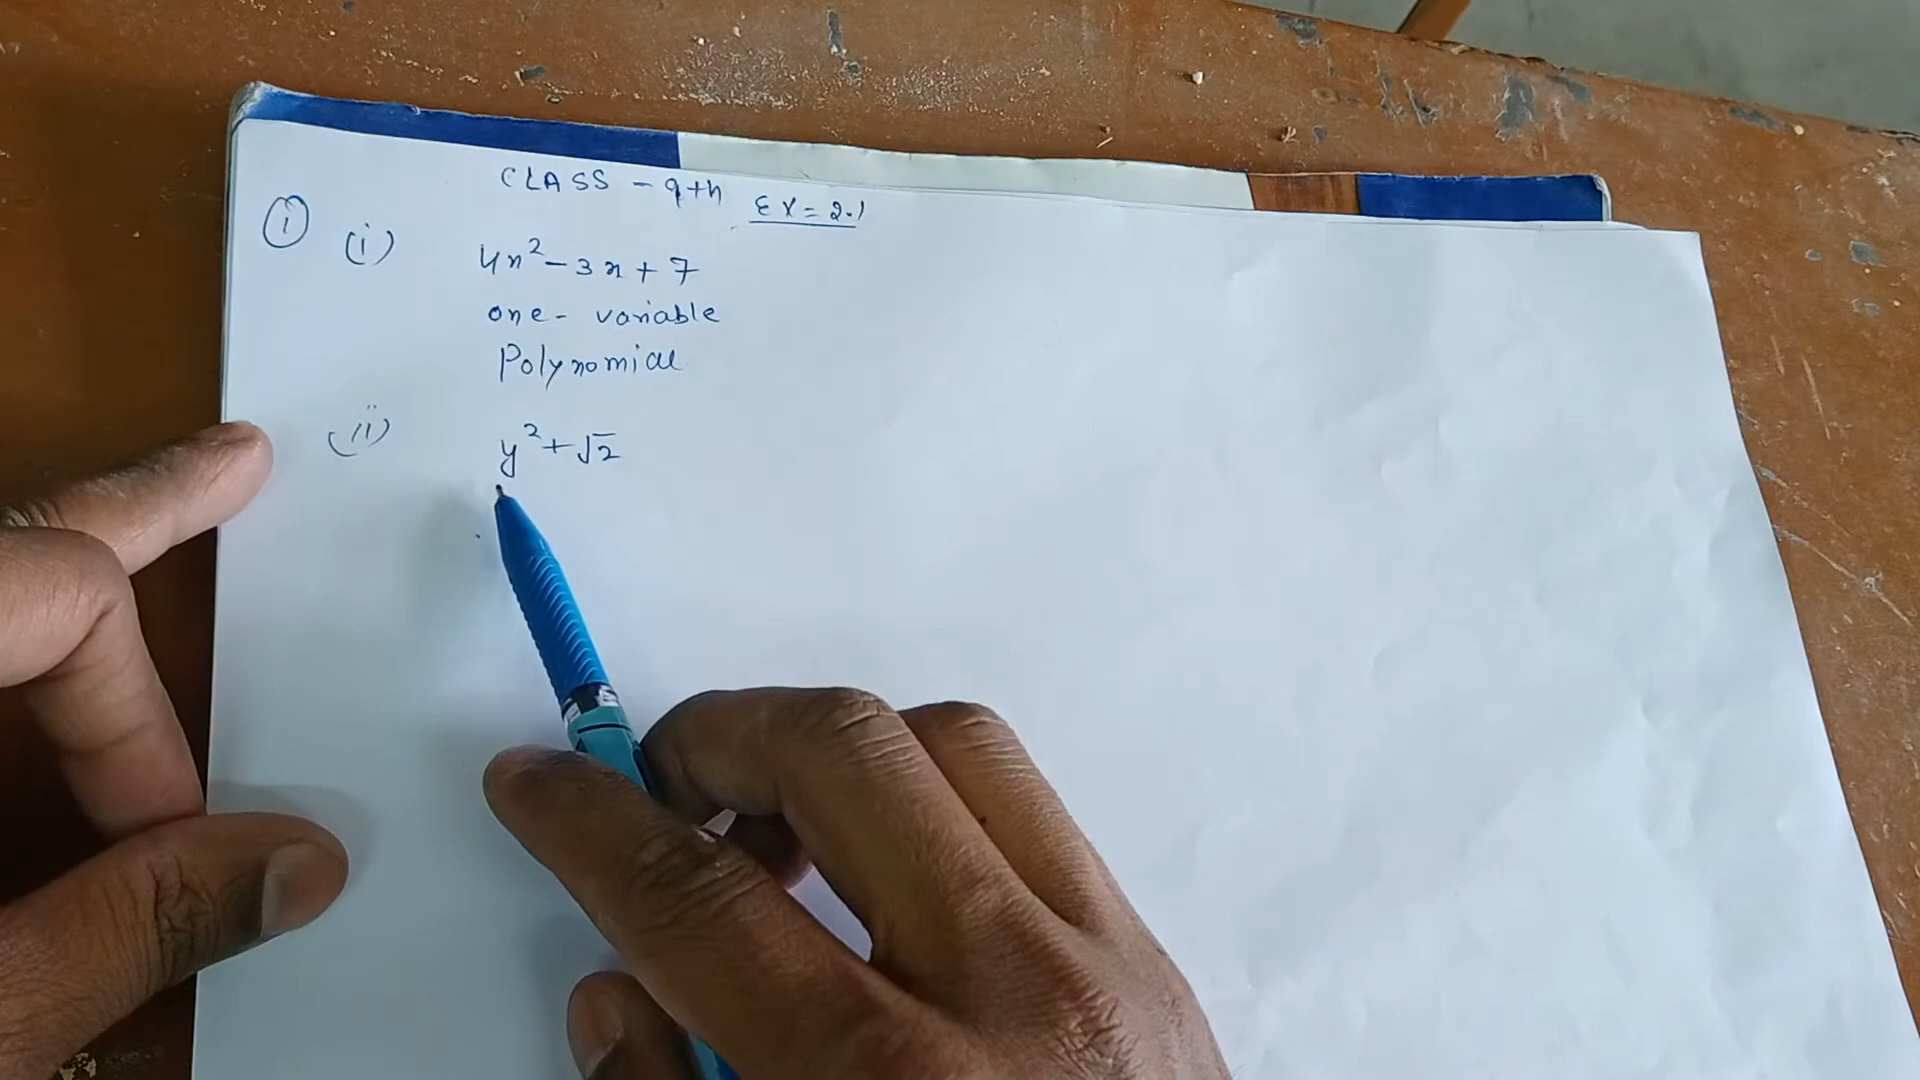 CLASS - 9th EX = 2.1
① (i) 4x² - 3x + 7
one - variable
Polynomial
(ii) y² + √2